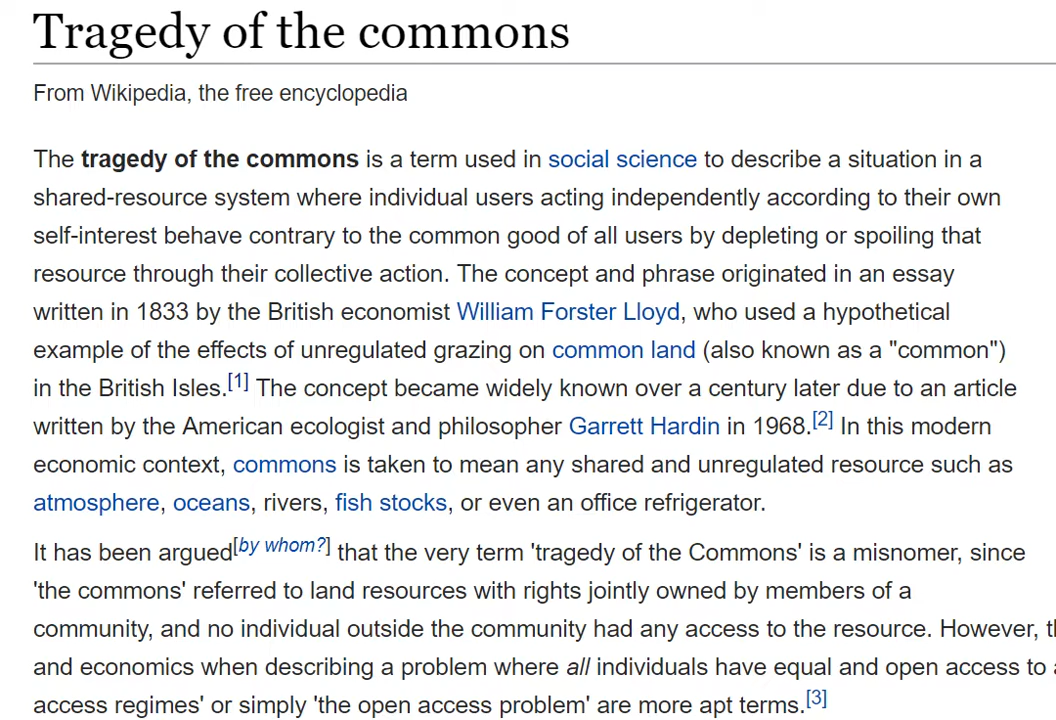 Tragedy of the commons
From Wikipedia, the free encyclopedia
The tragedy of the commons is a term used in social science to describe a situation in a
shared-resource system where individual users acting independently according to their own
self-interest behave contrary to the common good of all users by depleting or spoiling that
resource through their collective action. The concept and phrase originated in an essay
written in 1833 by the British economist William Forster Lloyd, who used a hypothetical
example of the effects of unregulated grazing on common land (also known as a "common")
in the British Isles.[1] The concept became widely known over a century later due to an article
written by the American ecologist and philosopher Garrett Hardin in 1968.[2] In this modern
economic context, commons is taken to mean any shared and unregulated resource such as
atmosphere, oceans, rivers, fish stocks, or even an office refrigerator.
It has been argued[by whom?] that the very term 'tragedy of the Commons' is a misnomer, since
'the commons' referred to land resources with rights jointly owned by members of a
community, and no individual outside the community had any access to the resource. However,
and economics when describing a problem where all individuals have equal and open access to
access regimes' or simply 'the open access problem' are more apt terms.[3]